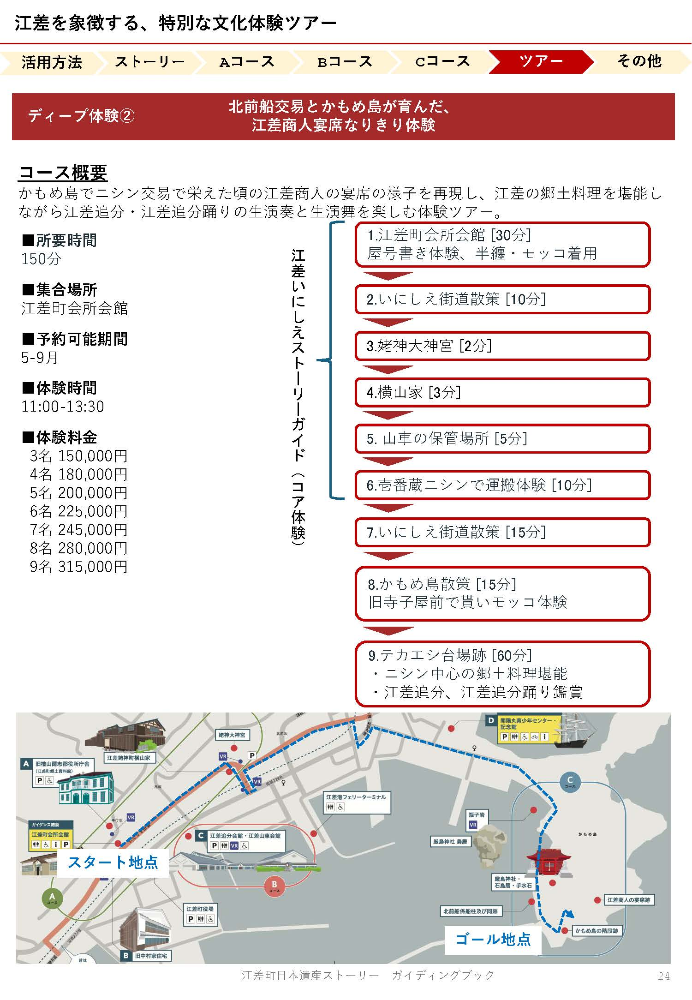 江差を象徴する、特別な文化体験ツアー
活用方法
ストーリー
Aコース
Bコース
Cコース
ツアー
その他
ディープ体験②
北前船交易とかもめ島が育んだ、
江差商人宴席なりきり体験
コース概要
かもめ島でニシン交易で栄えた頃の江差商人の宴席の様子を再現し、江差の郷土料理を堪能し
ながら江差追分・江差追分踊りの生演奏と生演舞を楽しむ体験ツアー。
■所要時間
150分
■集合場所
江差町会所会館
■予約可能期間
5-9月
■体験時間
11:00-13:30
■体験料金
3名 150,000円
4名 180,000円
5名 200,000円
6名 225,000円
7名 245,000円
8名 280,000円
9名 315,000円
江差いにしえストーリーガイド（コア体験）
1.江差町会所会館 [30分]
屋号書き体験、半纏・モッコ着用
2.いにしえ街道散策 [10分]
3.姥神大神宮 [2分]
4.横山家 [3分]
5. 山車の保管場所 [5分]
6.壱番蔵ニシンで運搬体験 [10分]
7.いにしえ街道散策 [15分]
8.かもめ島散策 [15分]
旧寺子屋前で貰いモッコ体験
9.テカエシ台場跡 [60分]
・ニシン中心の郷土料理堪能
・江差追分、江差追分踊り鑑賞
姥神大神宮
北前坂
D
開陽丸青少年センター・
記念館
P
i
江差姥神町横山家
VR
P
A
旧檜山爾志郡役所庁舎
(江差町郷土資料館)
P
馬坂
VR
国道228号
C
コース
江差港フェリーターミナル
奉行坂
VR
瓶子岩
VR
ガイダンス施設
江差町会所会館
i P
かもめ島
C
江差追分会館・江差山車会館
P
VR
厳島神社 鳥居
スタート地点
厳島神社・
石鳥居・手水石
B
コース
A
コース
江差商人の宴席跡
江差町役場
P
北前船係船柱及び同跡
ゴール地点
かもめ島の階段跡
国道227号
B
旧中村家住宅
昔は
江差町日本遺産ストーリー　ガイディングブック
24